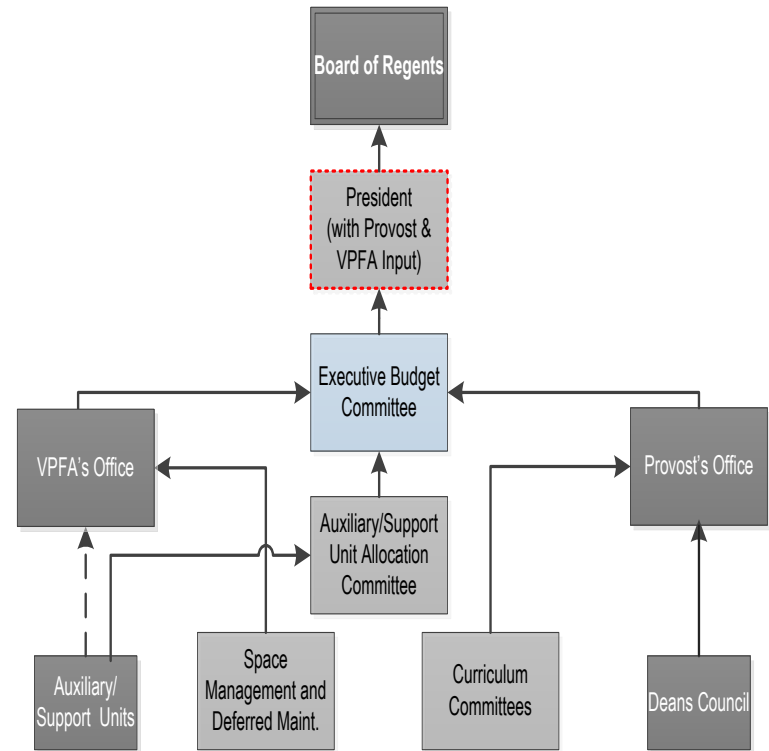 Board of Regents
President
(with Provost &
VPFA Input)
Executive Budget
Committee
VPFA's Office
Provost's Office
Auxiliary/Support
Unit Allocation
Committee
Auxiliary/
Support Units
Space
Management and
Deferred Maint.
Curriculum
Committees
Deans Council